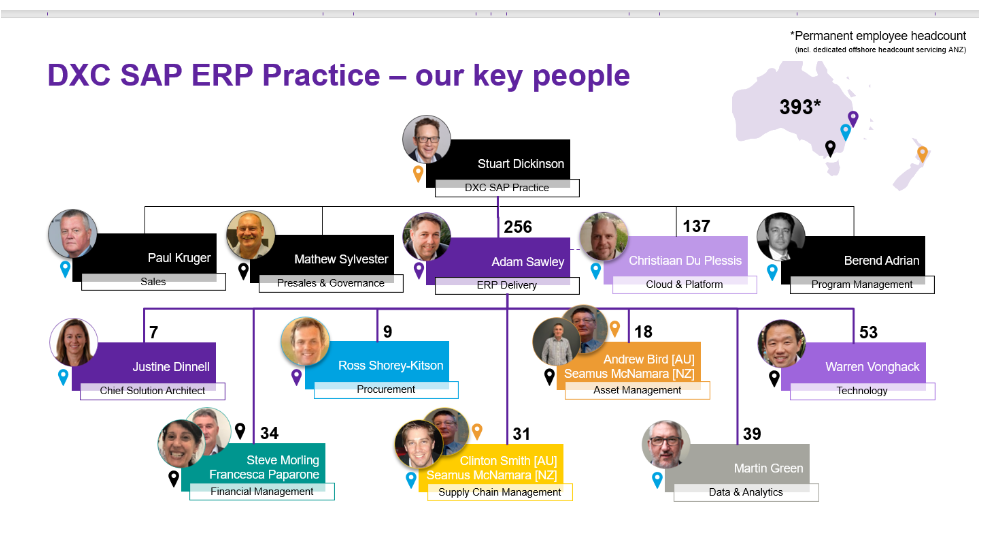 *Permanent employee headcount
(incl. dedicated offshore headcount servicing ANZ)
DXC SAP ERP Practice – our key people
393*
Stuart Dickinson
DXC SAP Practice
256
137
Paul Kruger
Sales
Mathew Sylvester
Presales & Governance
Adam Sawley
ERP Delivery
Christiaan Du Plessis
Cloud & Platform
Berend Adrian
Program Management
7
9
18
53
Justine Dinnell
Chief Solution Architect
Ross Shorey-Kitson
Procurement
Andrew Bird [AU]
Seamus McNamara [NZ]
Asset Management
Warren Vonghack
Technology
34
31
39
Steve Morling
Francesca Paparone
Financial Management
Clinton Smith [AU]
Seamus McNamara [NZ]
Supply Chain Management
Martin Green
Data & Analytics